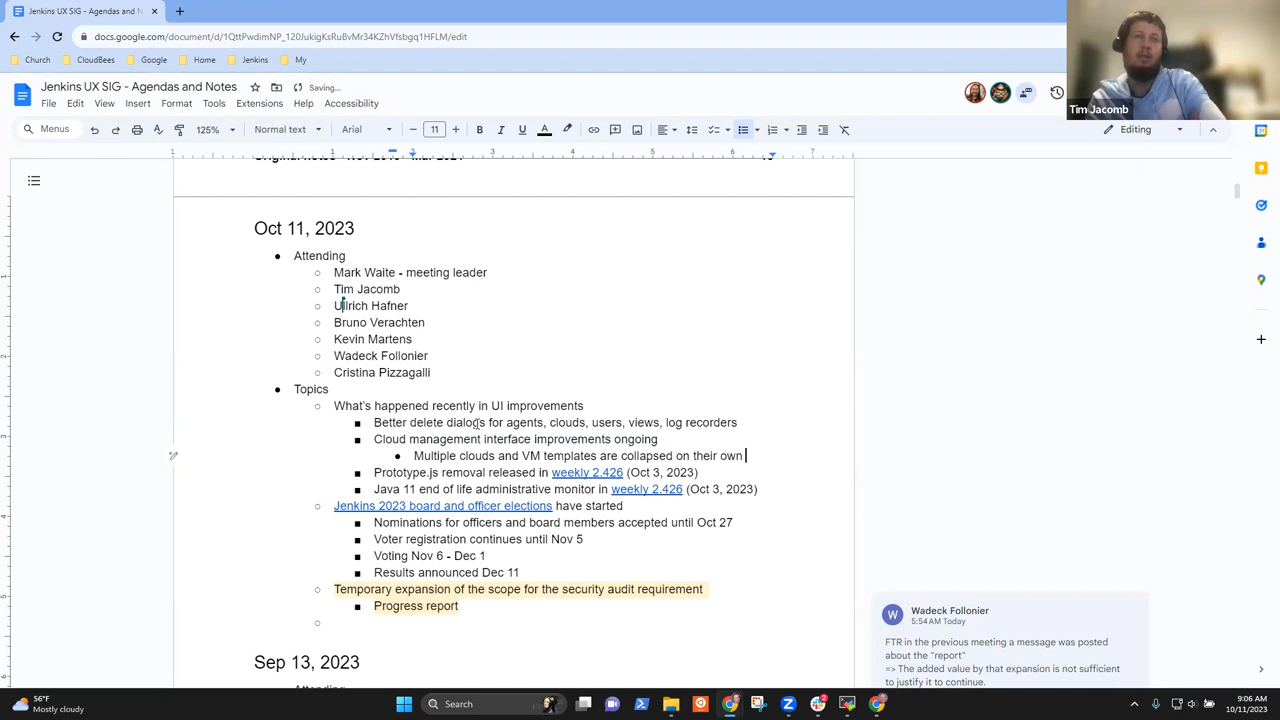 Jenkins UX SIG - Agendas and N
docs.google.com/document/d/1QttPwdimNP_120JukigKsRuBvMr34KZhVfsbgq1HFLM/edit
Church
CloudBees
Google
Home
Jenkins
My
Jenkins UX SIG - Agendas and Notes
Saving...
File Edit View Insert Format Tools Extensions Help Accessibility
Menus
125%
Normal text
Arial
11
Editing
Tim Jacomb
1 1 2 3 4 5 6 7
Oct 11, 2023
Attending
Mark Waite - meeting leader
Tim Jacomb
Ullrich Hafner
Bruno Verachten
Kevin Martens
Wadeck Follonier
Cristina Pizzagalli
Topics
What's happened recently in UI improvements
Better delete dialogs for agents, clouds, users, views, log recorders
Cloud management interface improvements ongoing
Multiple clouds and VM templates are collapsed on their own
Prototype.js removal released in weekly 2.426 (Oct 3, 2023)
Java 11 end of life administrative monitor in weekly 2.426 (Oct 3, 2023)
Jenkins 2023 board and officer elections have started
Nominations for officers and board members accepted until Oct 27
Voter registration continues until Nov 5
Voting Nov 6 - Dec 1
Results announced Dec 11
Temporary expansion of the scope for the security audit requirement
Progress report
Sep 13, 2023
W
Wadeck Follonier
5:54 AM Today
FTR in the previous meeting a message was posted
about the "report"
=> The added value by that expansion is not sufficient
to justify it to continue.
56°F
Mostly cloudy
Search
9:06 AM
10/11/2023